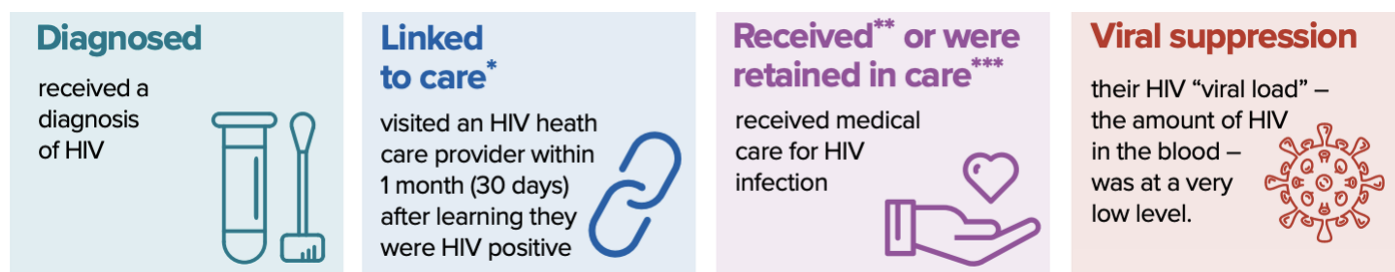 Diagnosed
received a
diagnosis
of HIV
Linked
to care*
visited an HIV heath
care provider within
1 month (30 days)
after learning they
were HIV positive
Received** or were
retained in care***
received medical
care for HIV
infection
Viral suppression
their HIV “viral load” –
the amount of HIV
in the blood –
was at a very
low level.